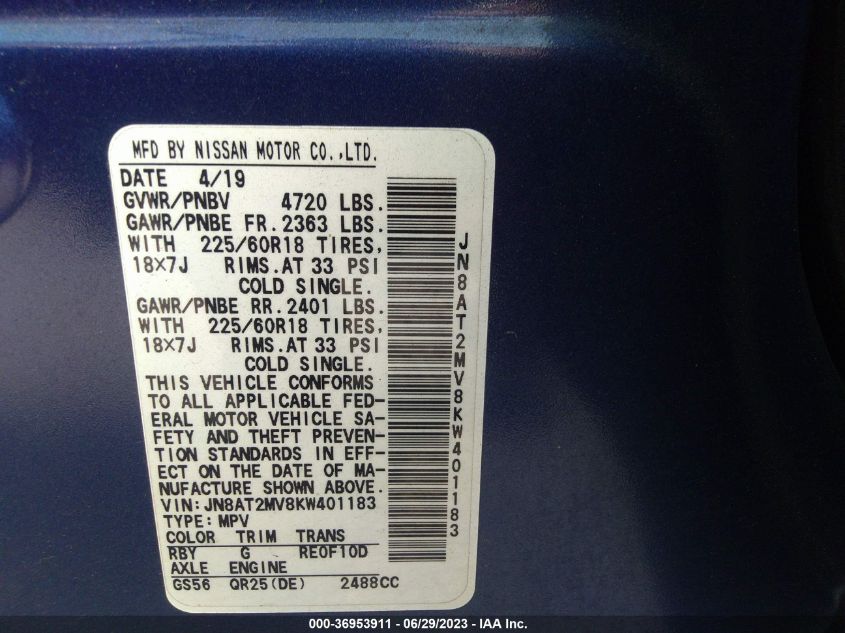 MFD BY NISSAN MOTOR CO.,LTD.
DATE 4/19
GVWR/PNBV 4720 LBS.
GAWR/PNBE FR.2363 LBS.
WITH 225/60R18 TIRES,
18×7J RIMS.AT 33 PSI
COLD SINGLE.
GAWR/PNBE RR.2401 LBS.
WITH 225/60R18 TIRES,
18×7J RIMS.AT 33 PSI
COLD SINGLE.
THIS VEHICLE CONFORMS
TO ALL APPLICABLE FED-
ERAL MOTOR VEHICLE SA-
FETY AND THEFT PREVEN-
TION STANDARDS IN EFF-
ECT ON THE DATE OF MA-
NUFACTURE SHOWN ABOVE.
VIN:JN8AT2MV8KW401183
TYPE:MPV
COLOR TRIM TRANS
RBY G RE0F10D
AXLE ENGINE
GS56 QR25(DE) 2488CC
JN8AT2MV8KW401183
000-36953911 - 06/29/2023 - IAA Inc.